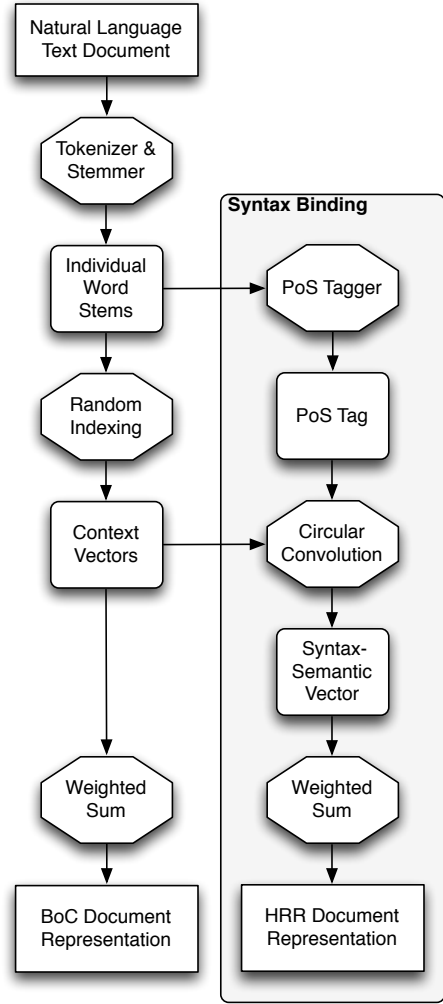 Natural Language
Text Document
Tokenizer &
Stemmer
Syntax Binding
Individual
Word
Stems
PoS Tagger
Random
Indexing
PoS Tag
Context
Vectors
Circular
Convolution
Syntax-
Semantic
Vector
Weighted
Sum
Weighted
Sum
BoC Document
Representation
HRR Document
Representation